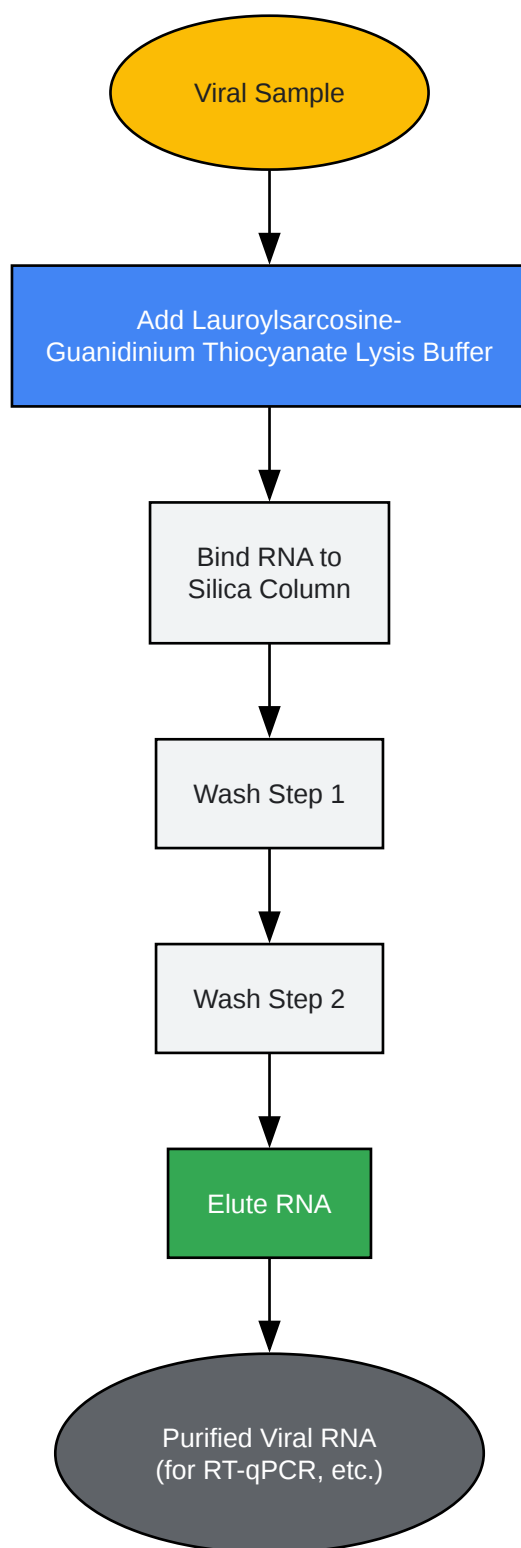 Viral Sample
Add Lauroylsarcosine-
Guanidinium Thiocyanate Lysis Buffer
Bind RNA to
Silica Column
Wash Step 1
Wash Step 2
Elute RNA
Purified Viral RNA
(for RT-qPCR, etc.)